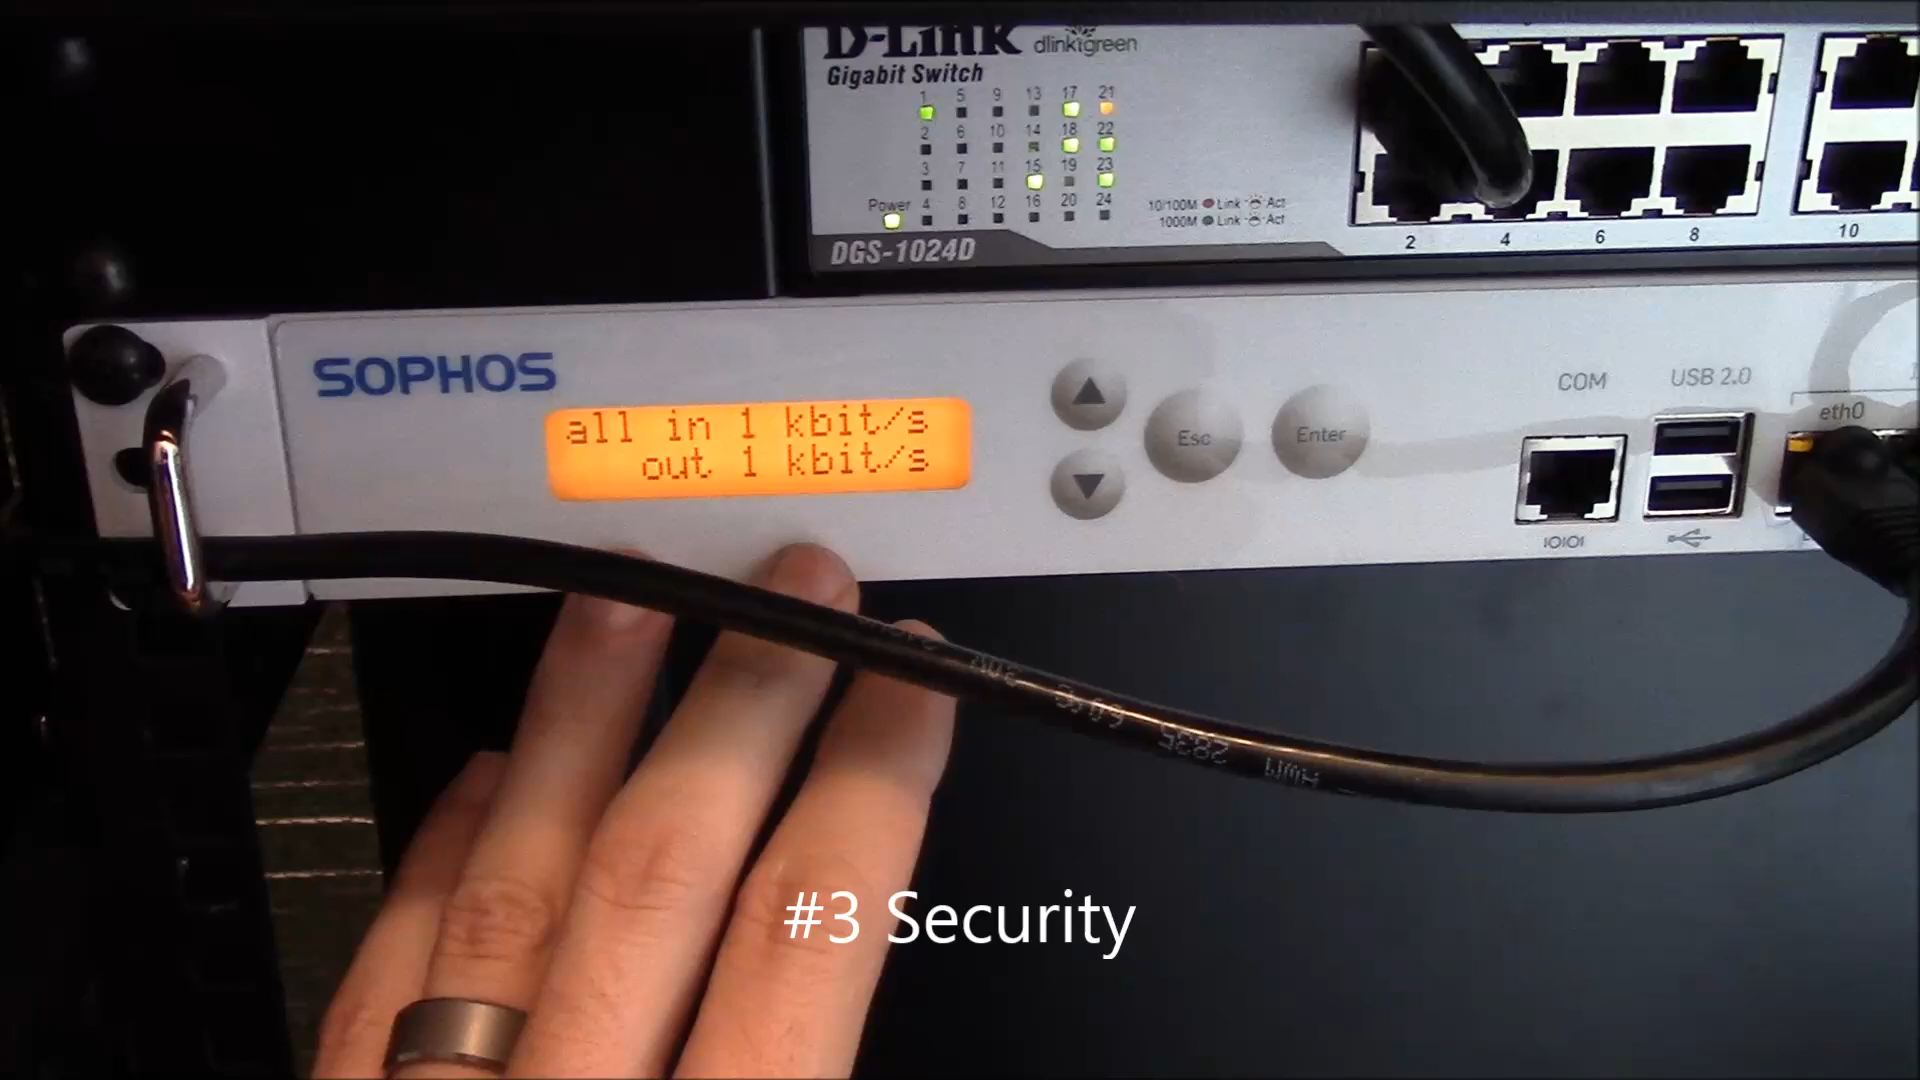 D-Link dlinkgreen
Gigabit Switch
1 5 9 13 17 21
2 6 10 14 18 22
3 7 11 15 19 23
Power 4 8 12 16 20 24
10/100M Link Act
1000M Link Act
DGS-1024D
2 4 6 8 10
SOPHOS
all in 1 kbit/s
out 1 kbit/s
Esc
Enter
COM
USB 2.0
eth0
IOIOI
2835
#3 Security